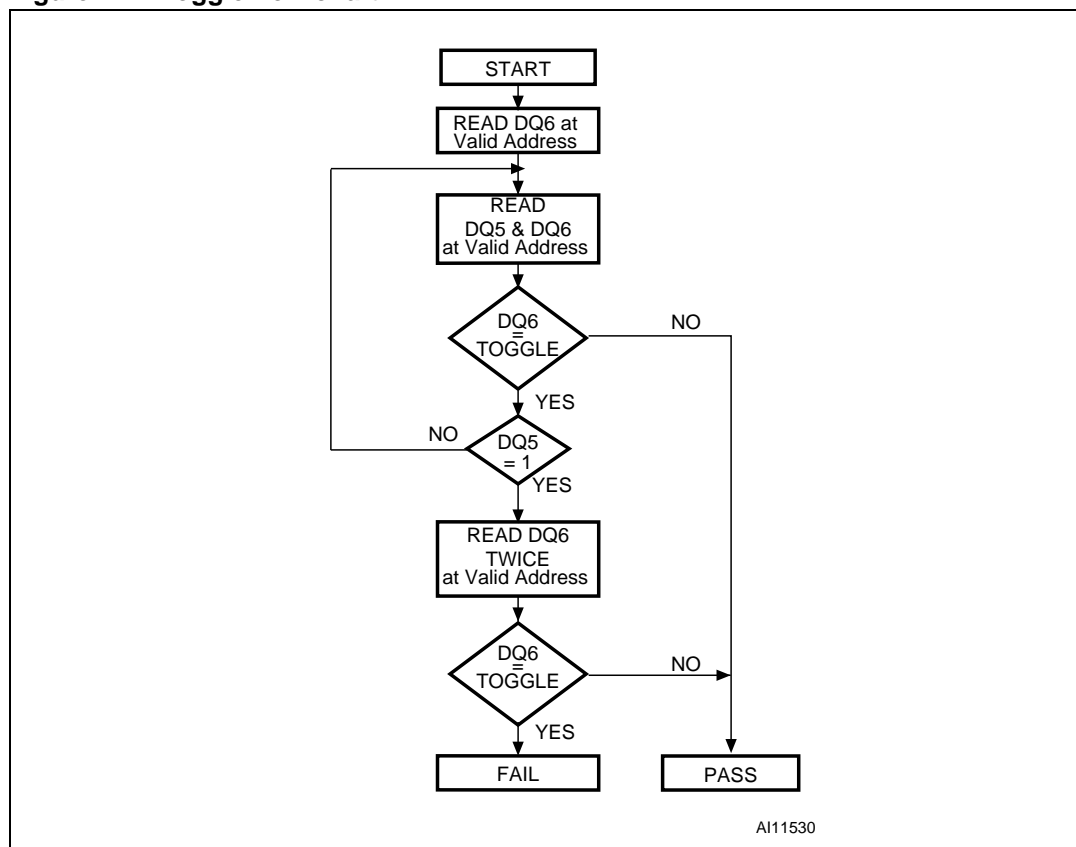 START
READ DQ6 at
Valid Address
READ
DQ5 & DQ6
at Valid Address
DQ6
=
TOGGLE
NO
YES
NO
DQ5
= 1
YES
READ DQ6
TWICE
at Valid Address
DQ6
=
TOGGLE
NO
YES
FAIL
PASS
AI11530